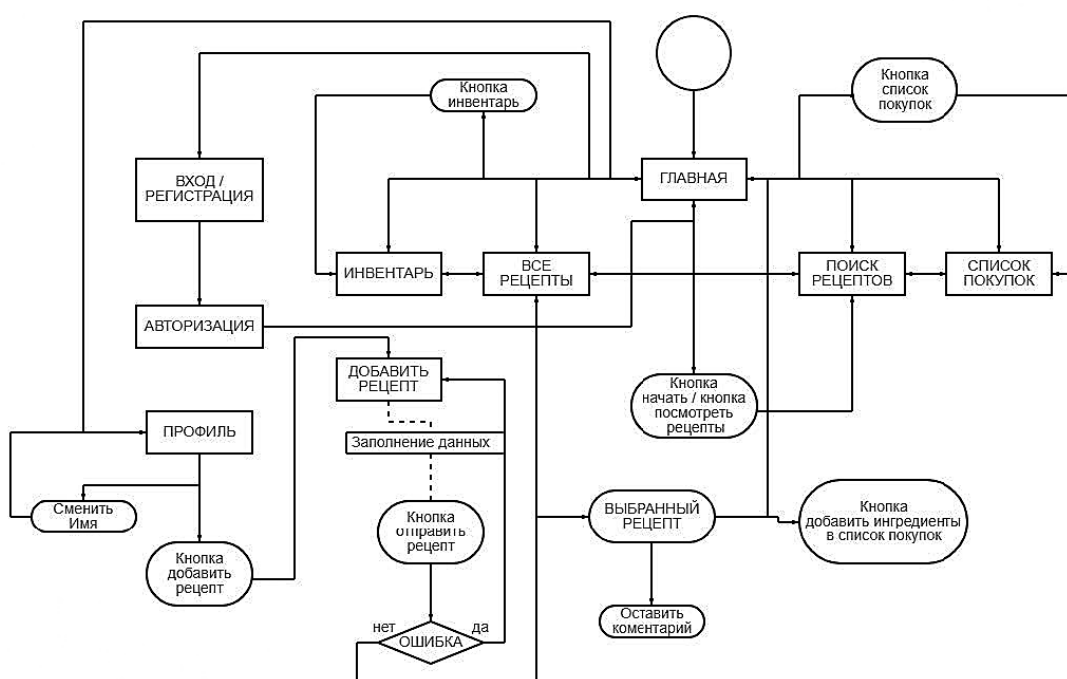 Кнопка
список
покупок
Кнопка
инвентарь
ВХОД /
РЕГИСТРАЦИЯ
ГЛАВНАЯ
ИНВЕНТАРЬ
ВСЕ
РЕЦЕПТЫ
ПОИСК
РЕЦЕПТОВ
СПИСОК
ПОКУПОК
АВТОРИЗАЦИЯ
ДОБАВИТЬ
РЕЦЕПТ
Кнопка
начать / кнопка
посмотреть
рецепты
ПРОФИЛЬ
Заполнение данных
Сменить
Имя
Кнопка
отправить
рецепт
ВЫБРАННЫЙ
РЕЦЕПТ
Кнопка
добавить ингредиенты
в список покупок
Кнопка
добавить
рецепт
Оставить
коментарий
нет
да
ОШИБКА